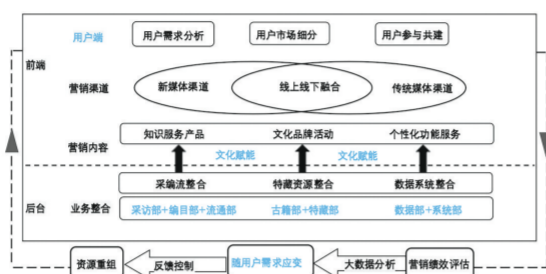 用户端 用户需求分析 用户市场细分 用户参与共建
前端
营销渠道 新媒体渠道 线上线下融合 传统媒体渠道
营销内容 知识服务产品 文化品牌活动 个性化功能服务
文化赋能 文化赋能
采编流整合 特藏资源整合 数据系统整合
后台 业务整合 采访部+编目部+流通部 古籍部+特藏部 数据部+系统部
资源重组 反馈控制 随用户需求应变 大数据分析 营销绩效评估